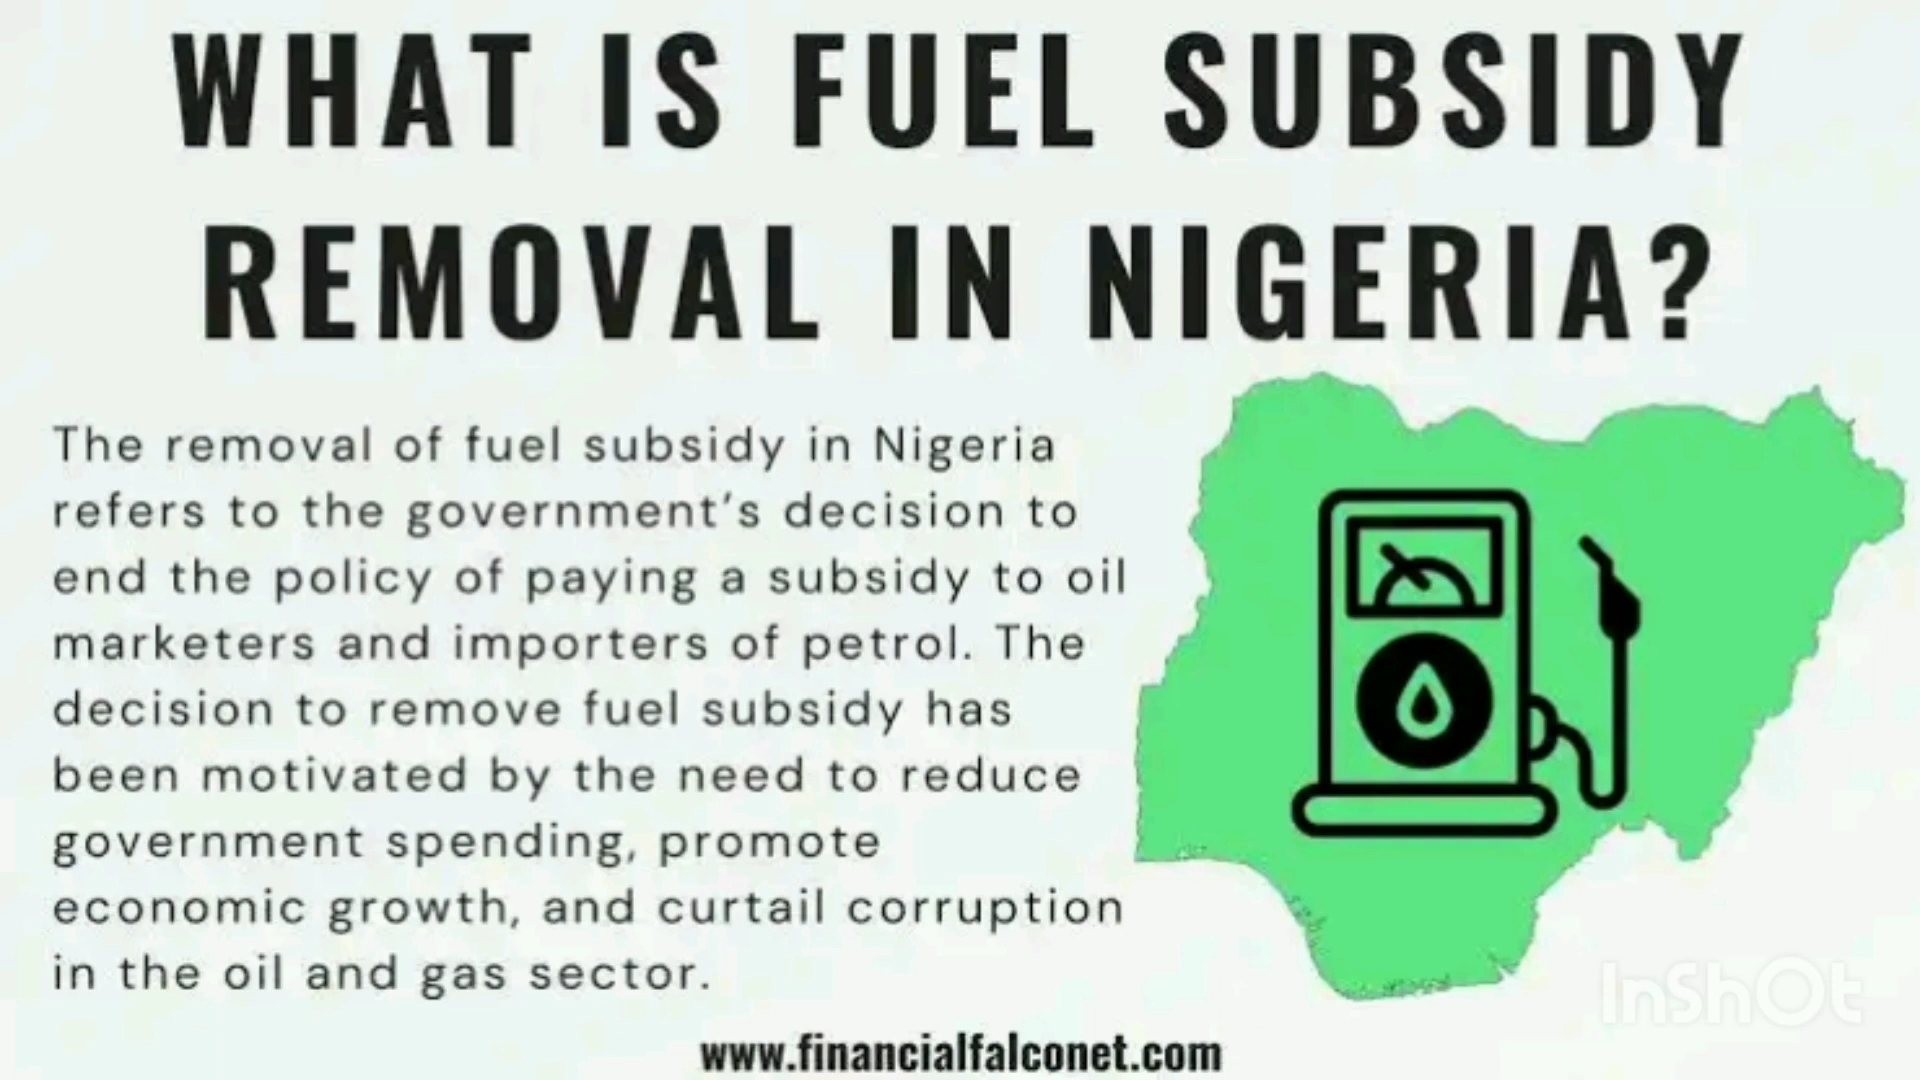 WHAT IS FUEL SUBSIDY
REMOVAL IN NIGERIA?
The removal of fuel subsidy in Nigeria
refers to the government's decision to
end the policy of paying a subsidy to oil
marketers and importers of petrol. The
decision to remove fuel subsidy has
been motivated by the need to reduce
government spending, promote
economic growth, and curtail corruption
in the oil and gas sector.
InShOt
www.financialfalconet.com